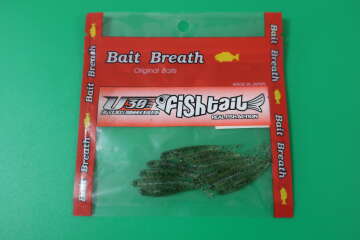 Bait Breath
Original Baits
MADE IN JAPAN
U30 fishtail
REAL FISH ACTION
Bait Breath
Bait Breath